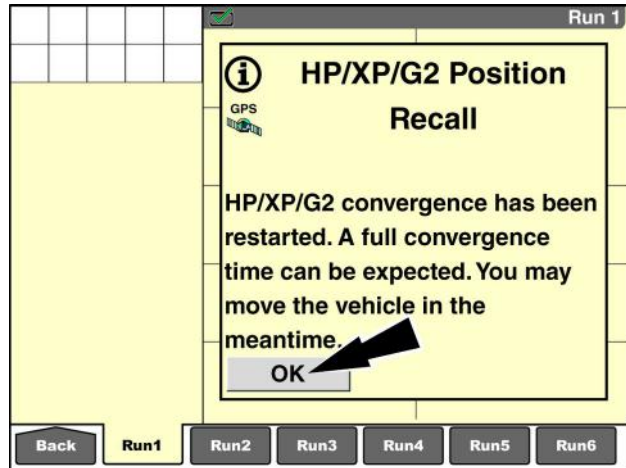 Run 1
HP/XP/G2 Position
GPS
Recall
HP/XP/G2 convergence has been
restarted. A full convergence
time can be expected. You may
move the vehicle in the
meantime.
OK
Back Run1 Run2 Run3 Run4 Run5 Run6